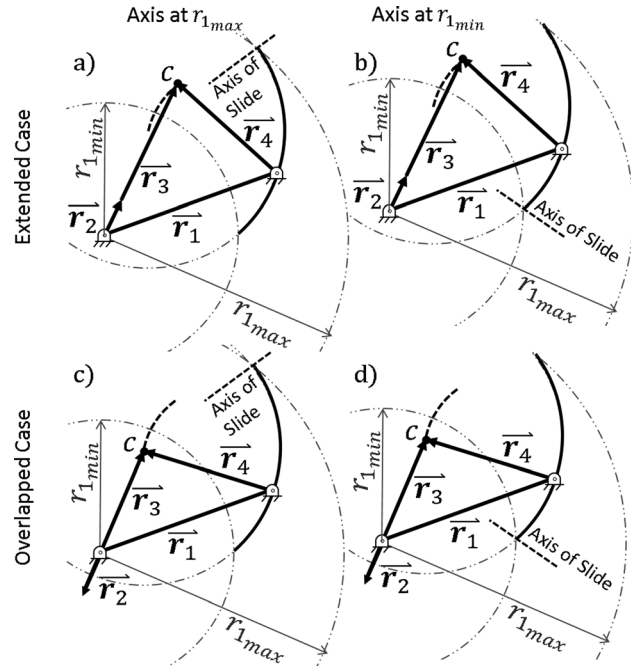 Axis at r₁ₘₐₓ
Axis at r₁ₘᵢₙ
Extended Case
a)
C
Axis of
Slide
r₄
r₁ₘᵢₙ
r₃
r₂
r₁
r₁ₘₐₓ
b)
C
r₄
r₁ₘᵢₙ
r₃
r₂
r₁
Axis of Slide
r₁ₘₐₓ
Overlapped Case
c)
C
Axis of
Slide
r₄
r₁ₘᵢₙ
r₃
r₁
r₂
r₁ₘₐₓ
d)
C
r₄
r₁ₘᵢₙ
r₃
r₁
Axis of Slide
r₂
r₁ₘₐₓ